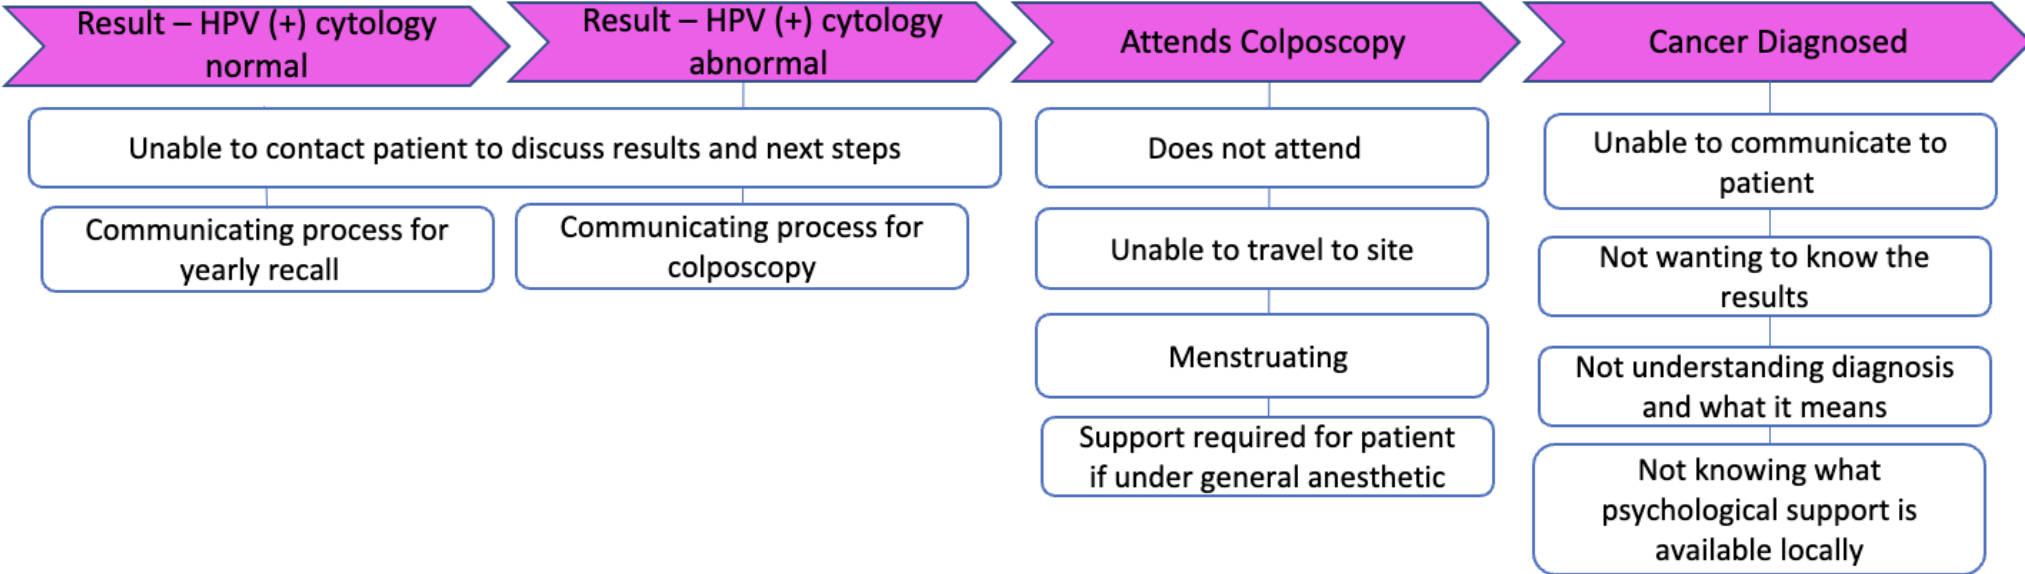 Result – HPV (+) cytology
normal
Result – HPV (+) cytology
abnormal
Attends Colposcopy
Cancer Diagnosed
Unable to contact patient to discuss results and next steps
Communicating process for
yearly recall
Communicating process for
colposcopy
Does not attend
Unable to travel to site
Menstruating
Support required for patient
if under general anesthetic
Unable to communicate to
patient
Not wanting to know the
results
Not understanding diagnosis
and what it means
Not knowing what
psychological support is
available locally